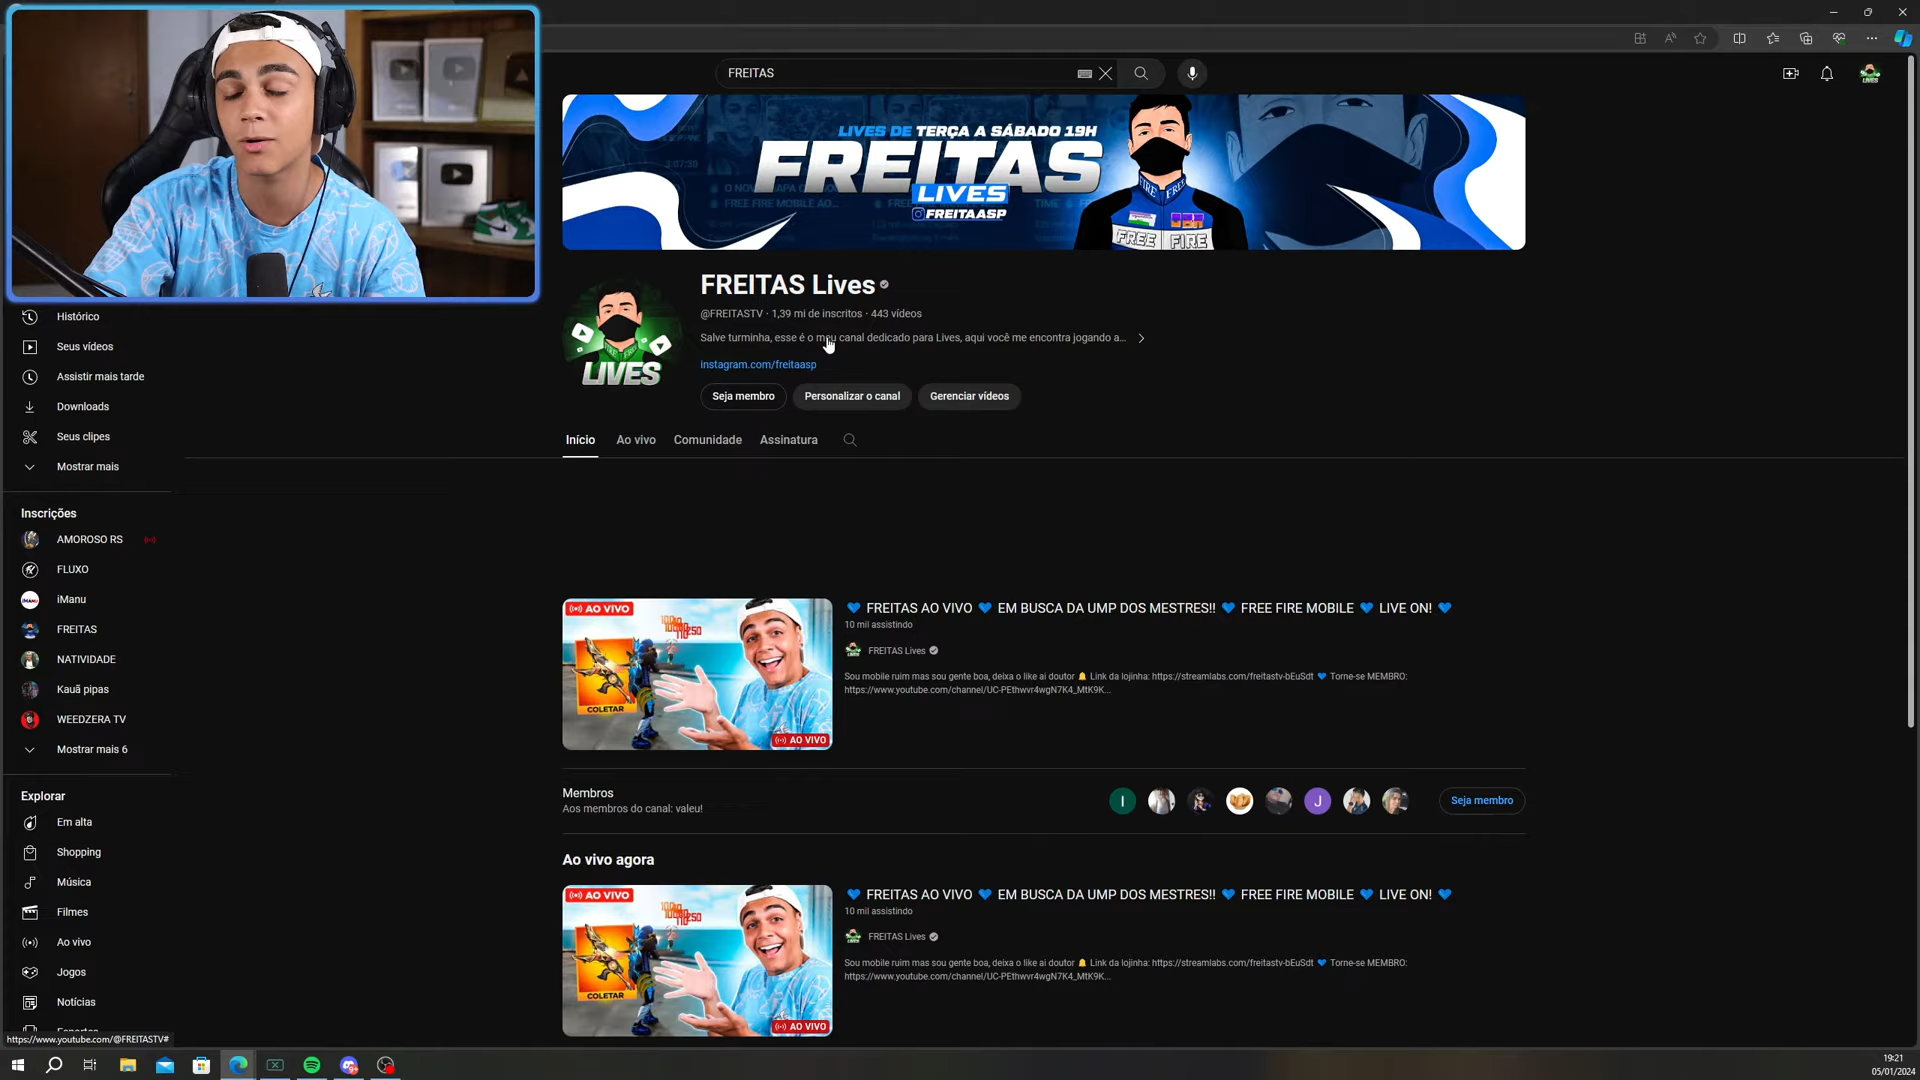 FREITAS
LIVES DE TERÇA A SÁBADO 19H
FREITAS
LIVES
FREITAASP
FREE FIRE
LIVES
FREITAS Lives
@FREITASTV · 1,39 mi de inscritos · 443 vídeos
Salve turminha, esse é o meu canal dedicado para Lives, aqui você me encontra jogando a...
instagram.com/freitaasp
Seja membro
Personalizar o canal
Gerenciar vídeos
Início
Ao vivo
Comunidade
Assinatura
Histórico
Seus vídeos
Assistir mais tarde
Downloads
Seus clipes
Mostrar mais
Inscrições
AMOROSO RS
FLUXO
iManu
FREITAS
NATIVIDADE
Kauã pipas
WEEDZERA TV
Mostrar mais 6
Explorar
Em alta
Shopping
Música
Filmes
Ao vivo
Jogos
Notícias
Esportes
AO VIVO
COLETAR
AO VIVO
💙 FREITAS AO VIVO 💙 EM BUSCA DA UMP DOS MESTRES!! 💙 FREE FIRE MOBILE 💙 LIVE ON! 💙
10 mil assistindo
FREITAS Lives
Sou mobile ruim mas sou gente boa, deixa o like ai doutor 🔔 Link da lojinha: https://streamlabs.com/freitastv-bEuSdt 💙 Torne-se MEMBRO:
https://www.youtube.com/channel/UC-PEthwvr4wgN7K4_MtK9K...
Membros
Aos membros do canal: valeu!
I
J
Seja membro
Ao vivo agora
AO VIVO
COLETAR
AO VIVO
💙 FREITAS AO VIVO 💙 EM BUSCA DA UMP DOS MESTRES!! 💙 FREE FIRE MOBILE 💙 LIVE ON! 💙
10 mil assistindo
FREITAS Lives
Sou mobile ruim mas sou gente boa, deixa o like ai doutor 🔔 Link da lojinha: https://streamlabs.com/freitastv-bEuSdt 💙 Torne-se MEMBRO:
https://www.youtube.com/channel/UC-PEthwvr4wgN7K4_MtK9K...
https://www.youtube.com/@FREITASTV#
19:21
05/01/2024